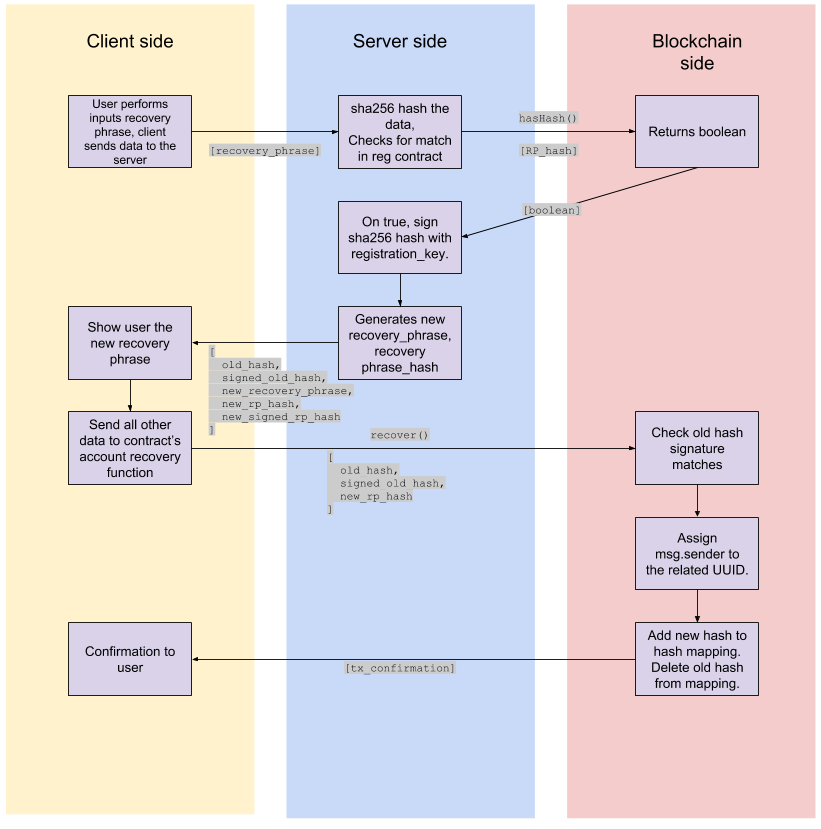 Client side
Server side
Blockchain
side
User performs
inputs recovery
phrase, client
sends data to the
server
[recovery_phrase]
sha256 hash the
data,
Checks for match
in reg contract
hasHash()
[RP_hash]
Returns boolean
[boolean]
On true, sign
sha256 hash with
registration_key.
Generates new
recovery_phrase,
recovery
phrase_hash
Show user the
new recovery
phrase
[
old_hash,
signed_old_hash,
new_recovery_phrase,
new_rp_hash,
new_signed_rp_hash
]
Send all other
data to contract's
account recovery
function
recover()
[
old hash,
signed old_hash,
new_rp_hash
]
Check old hash
signature
matches
Assign
msg.sender to
the related UUID.
Add new hash to
hash mapping.
Delete old hash
from mapping.
[tx_confirmation]
Confirmation to
user